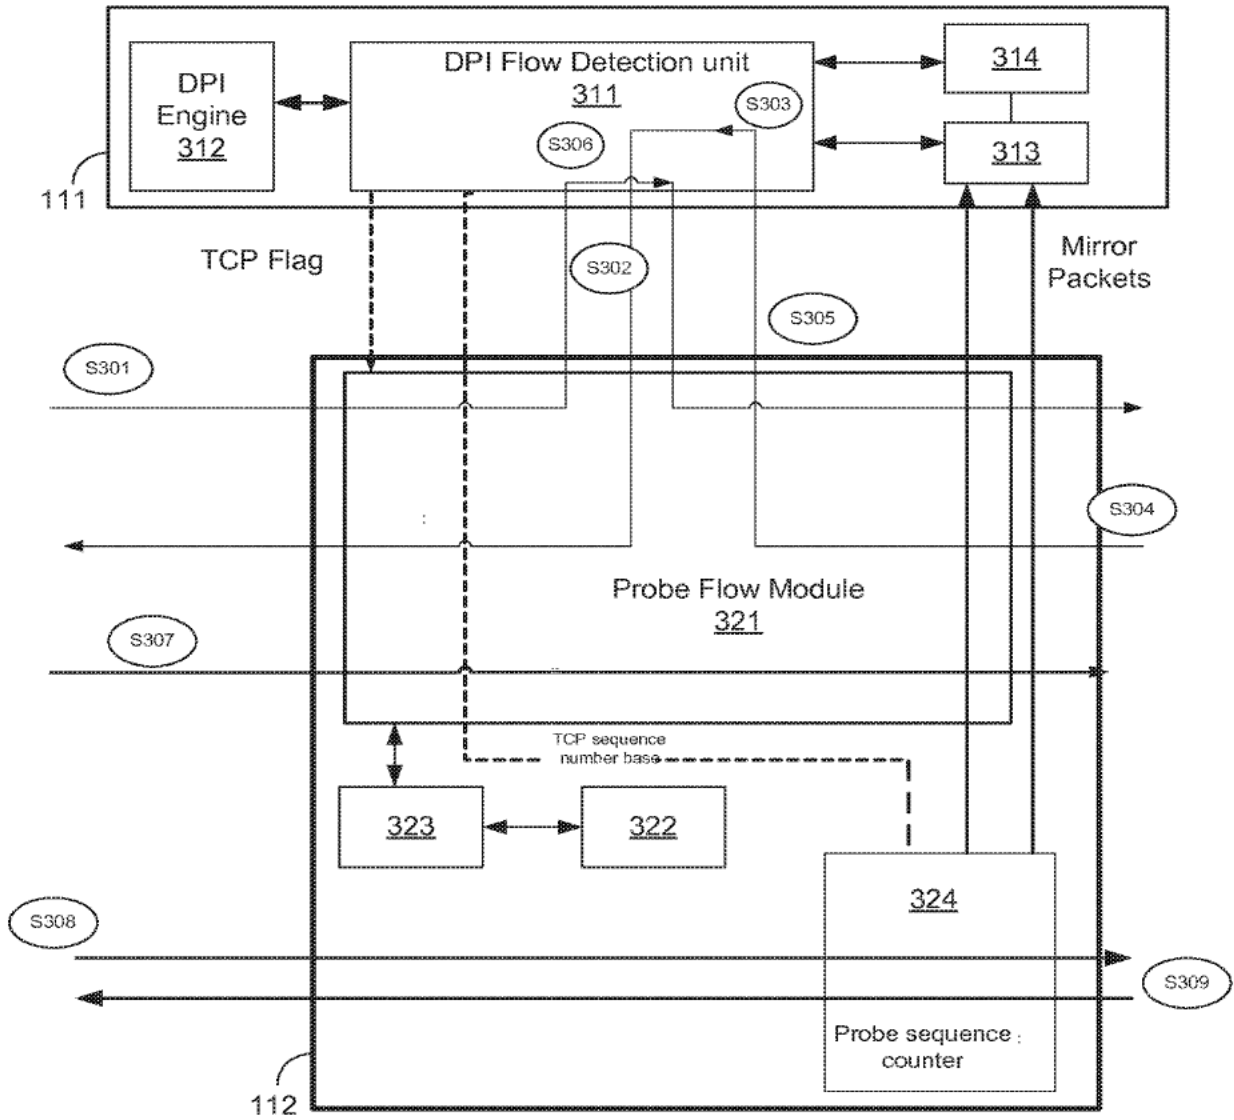 DPI
Engine
312
DPI Flow Detection unit
311
314
S303
S306
313
111
TCP Flag
S302
Mirror
Packets
S305
S301
S304
Probe Flow Module
321
S307
TCP sequence
number base
323
322
324
S308
S309
Probe sequence :
counter
112